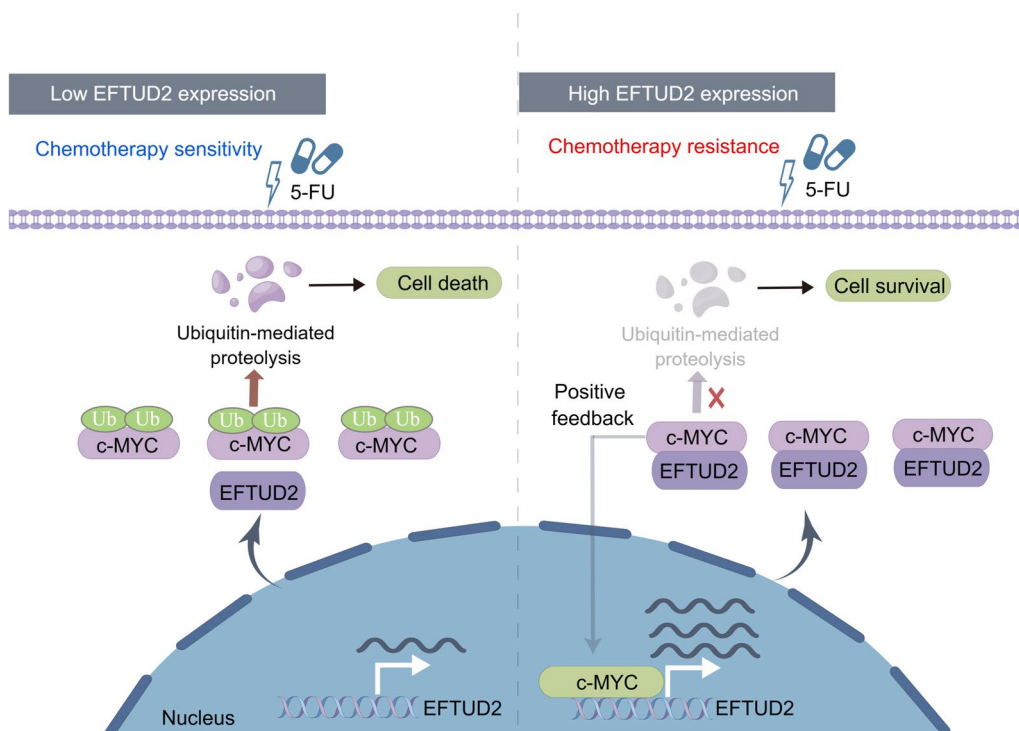 Low EFTUD2 expression
Chemotherapy sensitivity
5-FU
Cell death
Ubiquitin-mediated
proteolysis
Ub Ub
c-MYC
Ub Ub
c-MYC
Ub Ub
c-MYC
EFTUD2
EFTUD2
Nucleus
High EFTUD2 expression
Chemotherapy resistance
5-FU
Cell survival
Ubiquitin-mediated
proteolysis
Positive
feedback
c-MYC
EFTUD2
c-MYC
EFTUD2
c-MYC
EFTUD2
c-MYC
EFTUD2